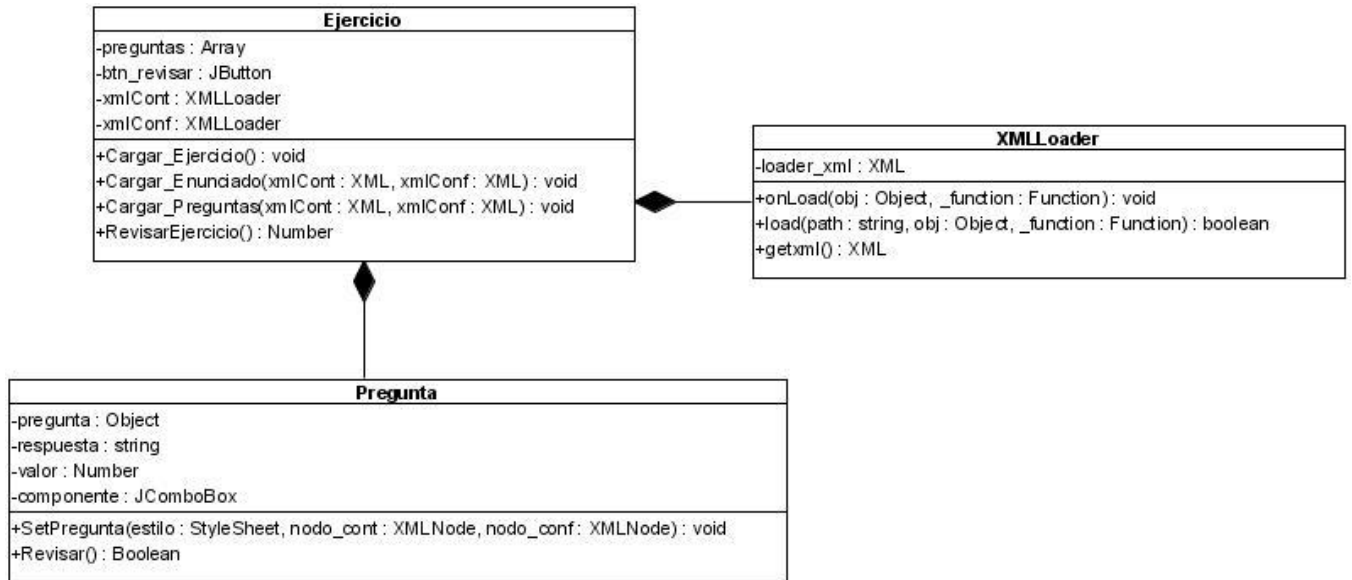 Ejercicio
-preguntas : Array
-btn_revisar : JButton
-xmlCont : XMLLoader
-xmlConf : XMLLoader
+Cargar_Ejercicio() : void
+Cargar_Enunciado(xmlCont : XML, xmlConf : XML) : void
+Cargar_Preguntas(xmlCont : XML, xmlConf : XML) : void
+RevisarEjercicio() : Number
XMLLoader
-loader_xml : XML
+onLoad(obj : Object, _function : Function) : void
+load(path : string, obj : Object, _function : Function) : boolean
+getxml() : XML
Pregunta
-pregunta : Object
-respuesta : string
-valor : Number
-componente : JComboBox
+SetPregunta(estilo : StyleSheet, nodo_cont : XMLNode, nodo_conf : XMLNode) : void
+Revisar() : Boolean